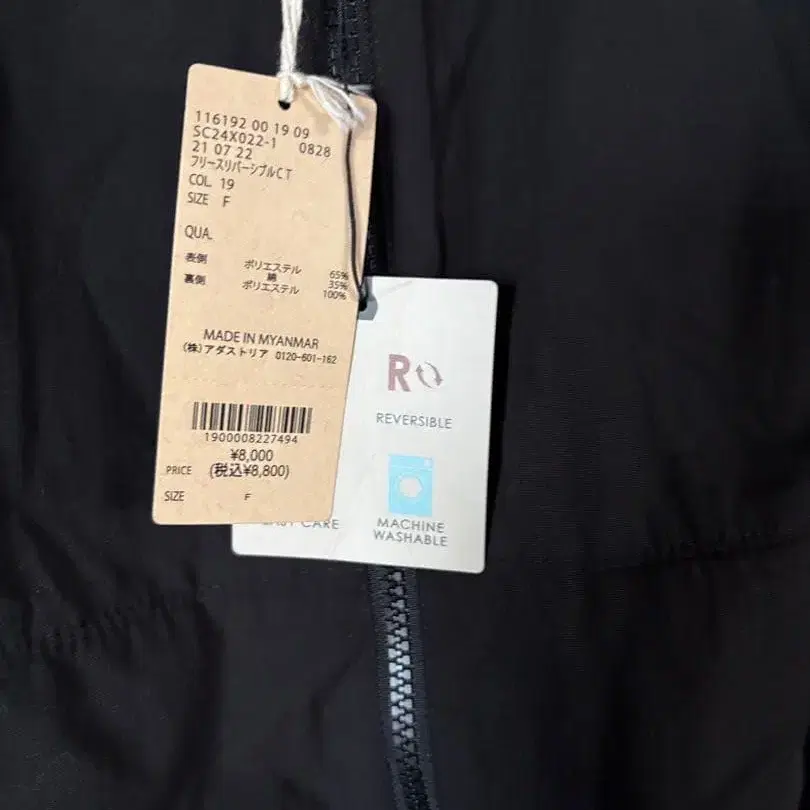 116192 00 19 09
SC24X022-1 0828
21 07 22
フリースリバーシブルCT
COL. 19
SIZE F
QUA.
表側 ポリエステル 65%
綿 35%
裏側 ポリエステル 100%
MADE IN MYANMAR
(株)アダストリア 0120-601-162
1900008227494
¥8,000
PRICE (税込¥8,800)
SIZE F
R
REVERSIBLE
CARE
MACHINE
WASHABLE